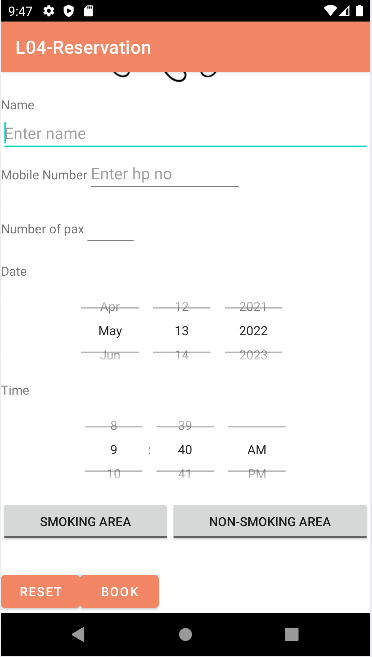 9:47
L04-Reservation
Name
Enter name
Mobile Number Enter hp no
Number of pax
Date
Apr 12 2021
May 13 2022
Jun 14 2023
Time
8 39
9 : 40 AM
10 41 PM
SMOKING AREA NON-SMOKING AREA
RESET BOOK